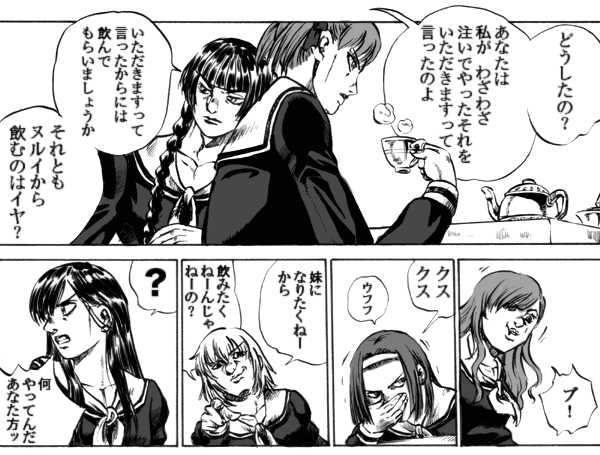 どうしたの？
あなたは
私が わざわざ
注いでやったそれを
いただきますって
言ったのよ
いただきますって
言ったからには
飲んで
もらいましょうか
それとも
ヌルイから
飲むのはイヤ？
プ！
クス
クス
ウフフ
妹に
なりたくねー
から
飲みたく
ねーんじゃ
ねーの？
？
何
やってんだ
あなた方ッ